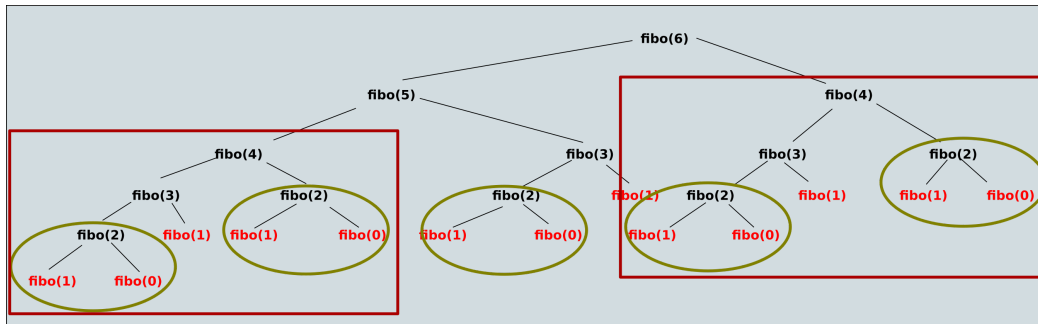 fibo(6)
fibo(5) fibo(4)
fibo(4) fibo(3) fibo(3) fibo(2)
fibo(3) fibo(2) fibo(2) fibo(1) fibo(2) fibo(1) fibo(1) fibo(0)
fibo(2) fibo(1) fibo(1) fibo(0) fibo(1) fibo(0) fibo(1) fibo(0)
fibo(1) fibo(0)